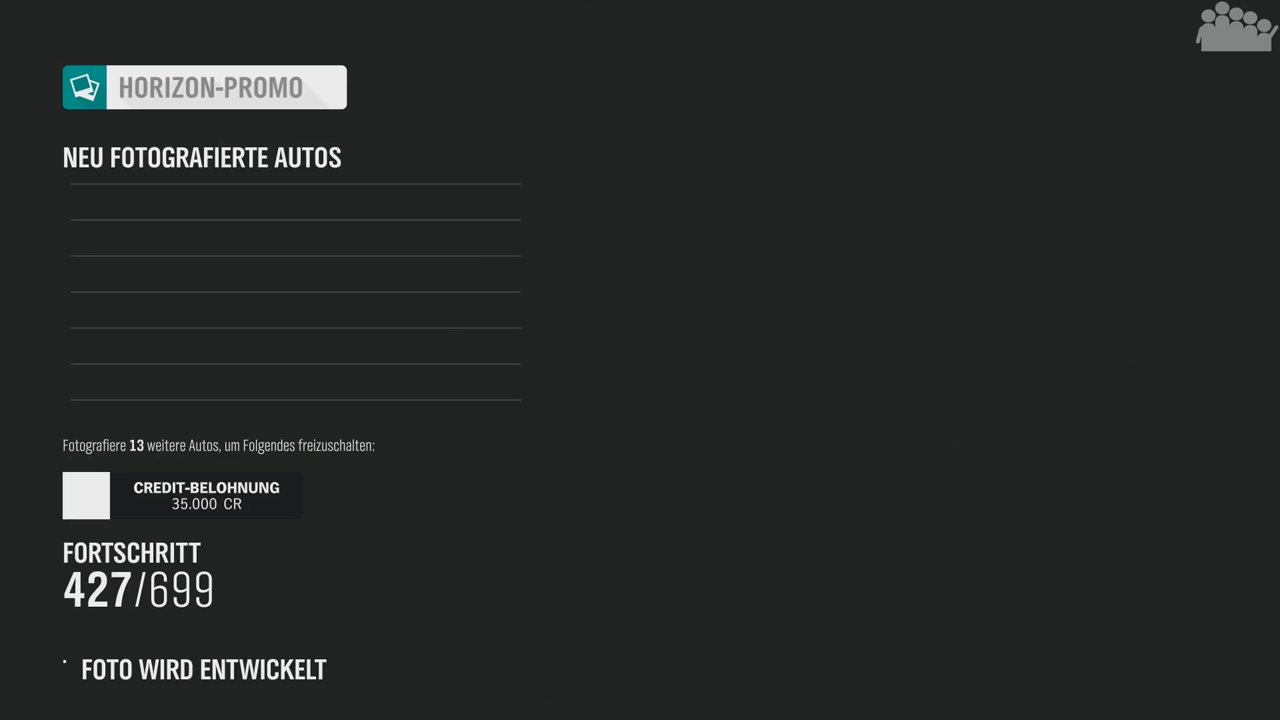 HORIZON-PROMO
NEU FOTOGRAFIERTE AUTOS
Fotografiere 13 weitere Autos, um Folgendes freizuschalten:
CREDIT-BELOHNUNG
35.000 CR
FORTSCHRITT
427/699
FOTO WIRD ENTWICKELT